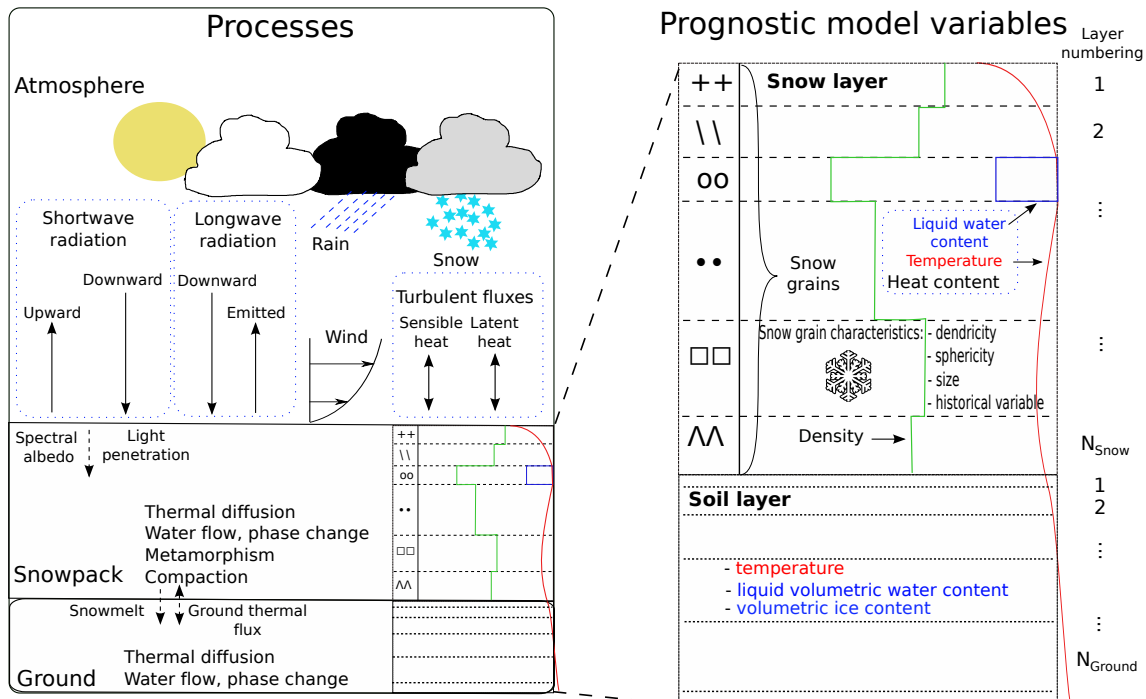 Processes
Atmosphere
Shortwave
radiation
Longwave
radiation
Rain
Snow
Downward
Downward
Upward
Emitted
Wind
Turbulent fluxes
Sensible
heat
Latent
heat
Spectral
albedo
Light
penetration
Thermal diffusion
Water flow, phase change
Metamorphism
Compaction
Snowpack
Snowmelt
Ground thermal
flux
Thermal diffusion
Water flow, phase change
Ground
++
\\
oo
••
□□
ΛΛ
Prognostic model variables
Layer
numbering
++
Snow layer
1
\\
2
oo
⋮
Liquid water
content
Temperature
Heat content
••
Snow
grains
□□
Snow grain characteristics: - dendricity
- sphericity
- size
- historical variable
⋮
ΛΛ
Density
NSnow
1
Soil layer
2
⋮
- temperature
- liquid volumetric water content
- volumetric ice content
⋮
NGround